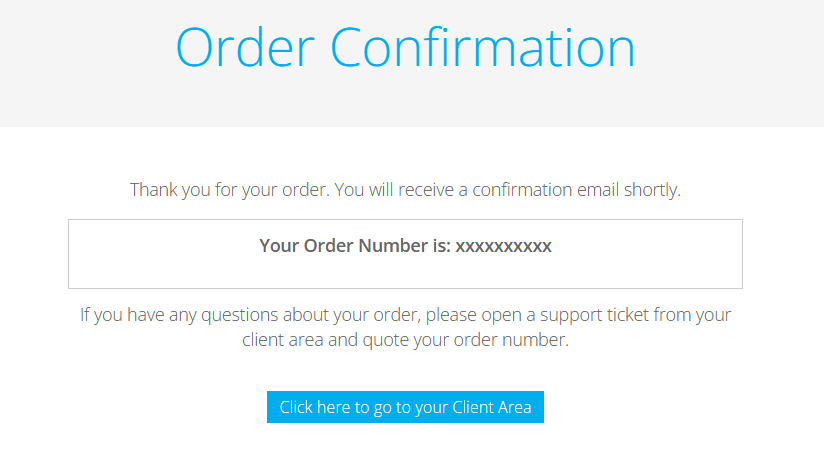 Order Confirmation
Thank you for your order. You will receive a confirmation email shortly.
Your Order Number is: xxxxxxxxxx
If you have any questions about your order, please open a support ticket from your
client area and quote your order number.
Click here to go to your Client Area